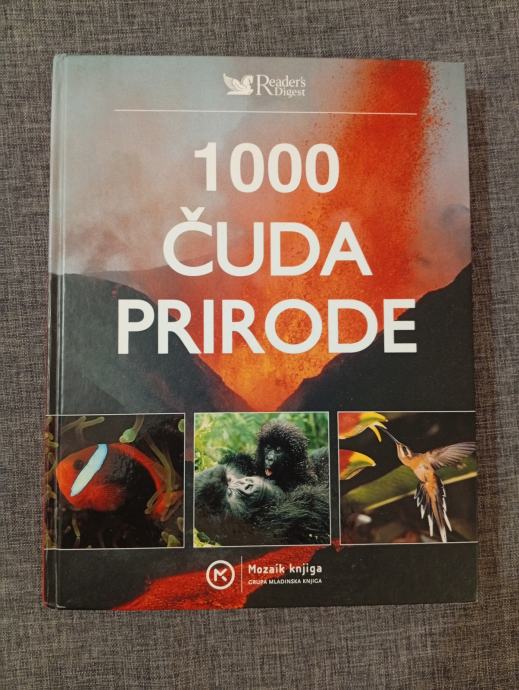 Reader's
Digest
1000
ČUDA
PRIRODE
Mozaik knjiga
GRUPA MLADINSKA KNJIGA